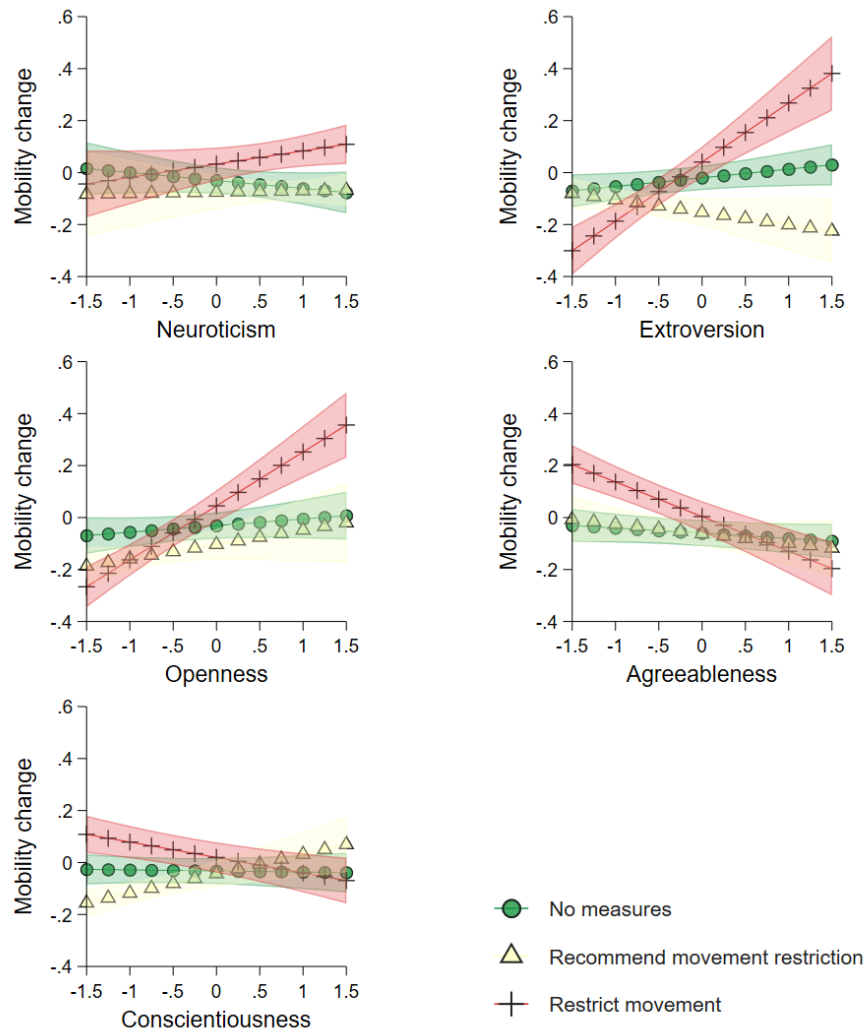 .6
.4
.2
0
-.2
-.4
Mobility change
-1.5 -1 -.5 0 .5 1 1.5
Neuroticism
.6
.4
.2
0
-.2
-.4
Mobility change
-1.5 -1 -.5 0 .5 1 1.5
Extroversion
.6
.4
.2
0
-.2
-.4
Mobility change
-1.5 -1 -.5 0 .5 1 1.5
Openness
.6
.4
.2
0
-.2
-.4
Mobility change
-1.5 -1 -.5 0 .5 1 1.5
Agreeableness
.6
.4
.2
0
-.2
-.4
Mobility change
-1.5 -1 -.5 0 .5 1 1.5
Conscientiousness
No measures
Recommend movement restriction
Restrict movement